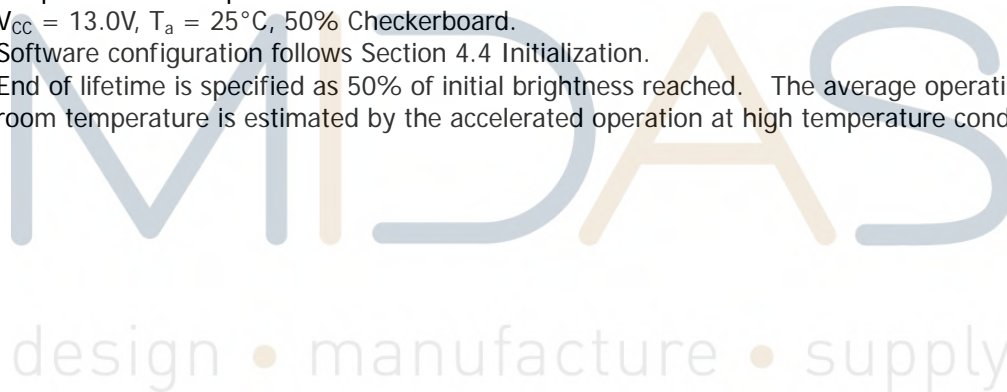 V_CC = 13.0V, T_a = 25°C, 50% Checkerboard.
Software configuration follows Section 4.4 Initialization.
End of lifetime is specified as 50% of initial brightness reached. The average operati
room temperature is estimated by the accelerated operation at high temperature cond
MIDAS
design • manufacture • supply